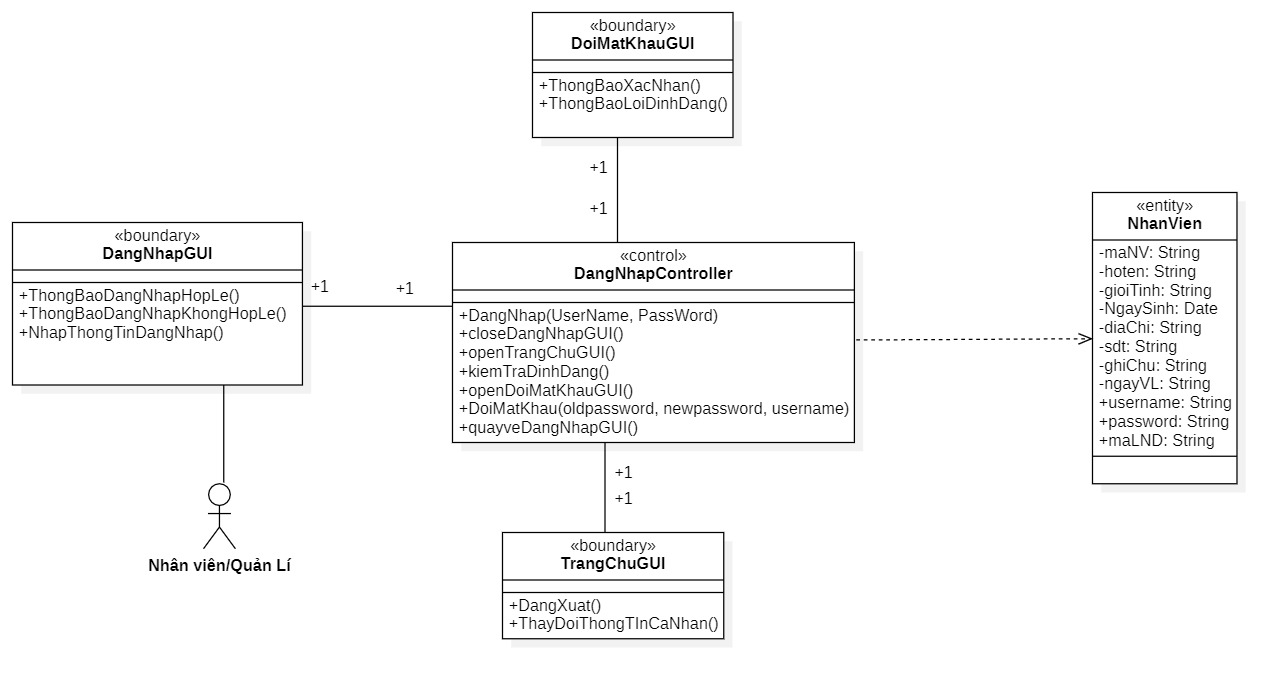 «boundary»
DoiMatKhauGUI
+ThongBaoXacNhan()
+ThongBaoLoiDinhDang()
+1
+1
«boundary»
DangNhapGUI
+ThongBaoDangNhapHopLe()
+ThongBaoDangNhapKhongHopLe()
+NhapThongTinDangNhap()
+1
+1
«control»
DangNhapController
+DangNhap(UserName, PassWord)
+closeDangNhapGUI()
+openTrangChuGUI()
+kiemTraDinhDang()
+openDoiMatKhauGUI()
+DoiMatKhau(oldpassword, newpassword, username)
+quayveDangNhapGUI()
«entity»
NhanVien
-maNV: String
-hoten: String
-gioiTinh: String
-NgaySinh: Date
-diaChi: String
-sdt: String
-ghiChu: String
-ngayVL: String
+username: String
+password: String
+maLND: String
+1
+1
Nhân viên/Quản Lí
«boundary»
TrangChuGUI
+DangXuat()
+ThayDoiThongTInCaNhan()